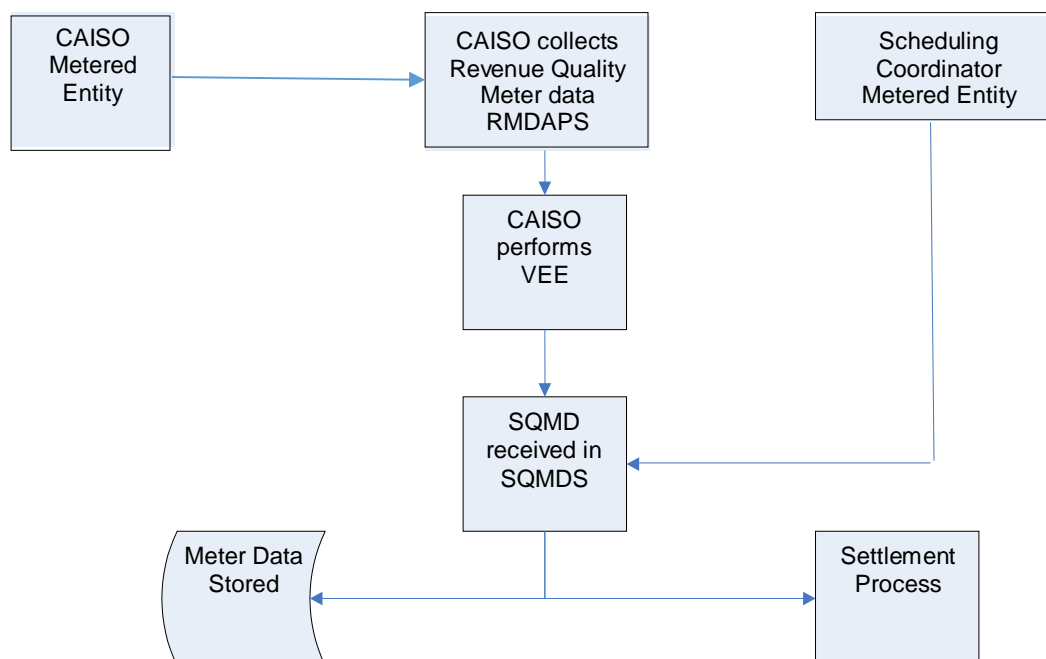 CAISO
Metered
Entity
CAISO collects
Revenue Quality
Meter data
RMDAPS
Scheduling
Coordinator
Metered Entity
CAISO
performs
VEE
SQMD
received in
SQMDS
Meter Data
Stored
Settlement
Process